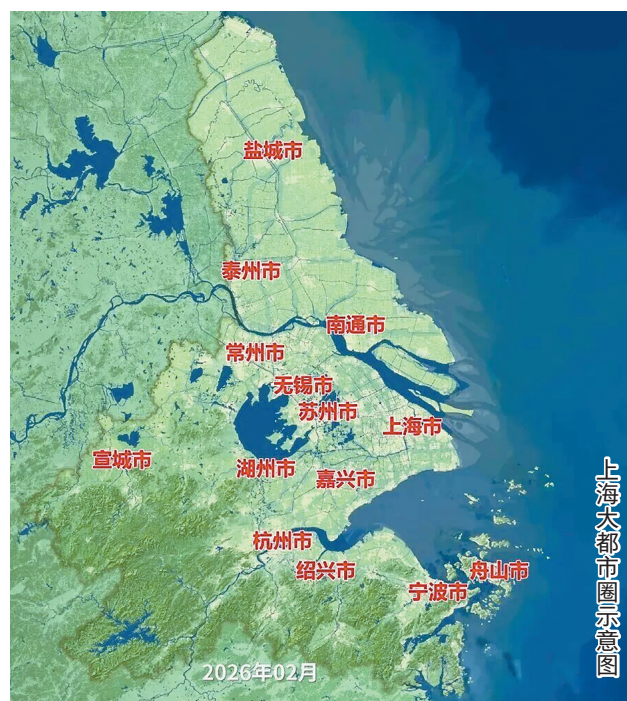 盐城市
泰州市
南通市
常州市
无锡市
苏州市
上海市
宣城市
湖州市
嘉兴市
杭州市
绍兴市
舟山市
宁波市
上海大都市圈示意图
2026年02月